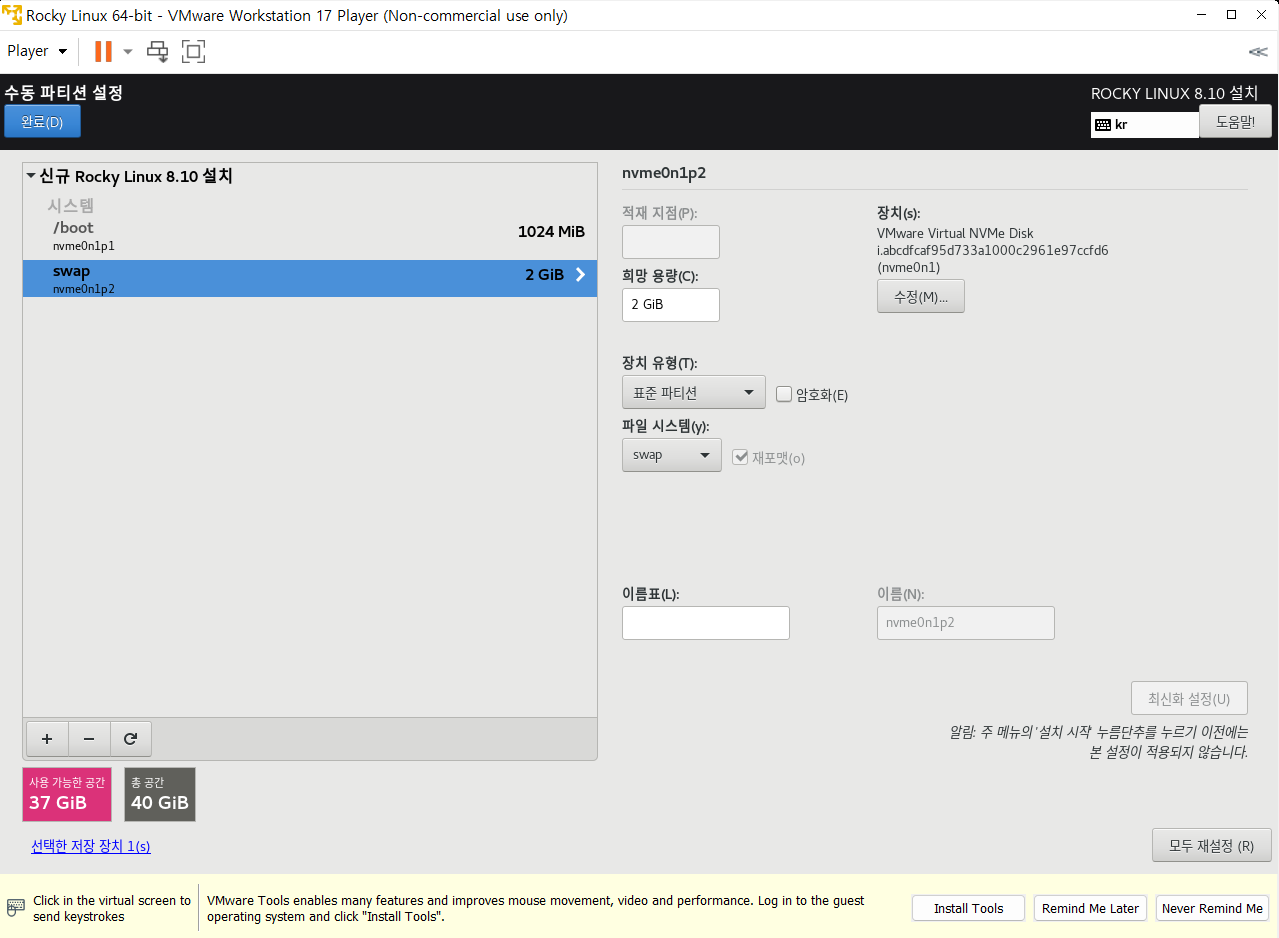 Rocky Linux 64-bit - VMware Workstation 17 Player (Non-commercial use only)
Player
수동 파티션 설정
ROCKY LINUX 8.10 설치
완료(D)
kr
도움말!
신규 Rocky Linux 8.10 설치
시스템
/boot
1024 MiB
nvme0n1p1
swap
2 GiB
nvme0n1p2
nvme0n1p2
적재 지점(P):
희망 용량(C):
2 GiB
장치(s):
VMware Virtual NVMe Disk
i.abcdfcaf95d733a1000c2961e97ccfd6
(nvme0n1)
수정(M)...
장치 유형(T):
표준 파티션
암호화(E)
파일 시스템(y):
swap
재포맷(o)
이름표(L):
이름(N):
nvme0n1p2
최신화 설정(U)
알림: 주 메뉴의 '설치 시작' 누름단추를 누르기 이전에는
본 설정이 적용되지 않습니다.
+ −
사용 가능한 공간
37 GiB
총 공간
40 GiB
선택한 저장 장치 1(s)
모두 재설정 (R)
Click in the virtual screen to
send keystrokes
VMware Tools enables many features and improves mouse movement, video and performance. Log in to the guest
operating system and click "Install Tools".
Install Tools
Remind Me Later
Never Remind Me